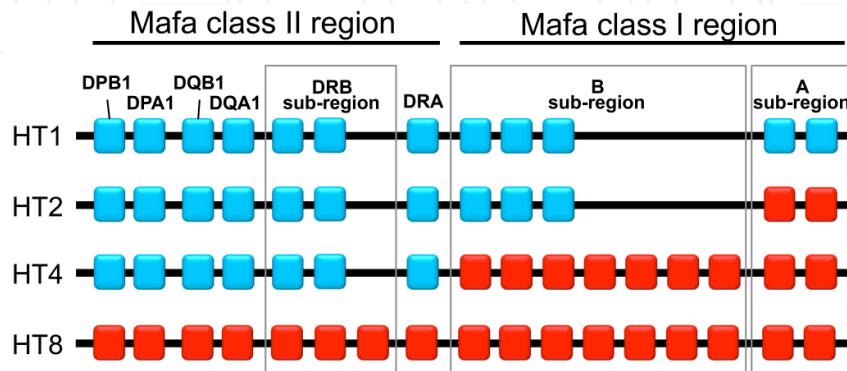 Mafa class II region
Mafa class I region
DPB1
DPA1
DQB1
DQA1
DRB
sub-region
DRA
B
sub-region
A
sub-region
HT1
HT2
HT4
HT8